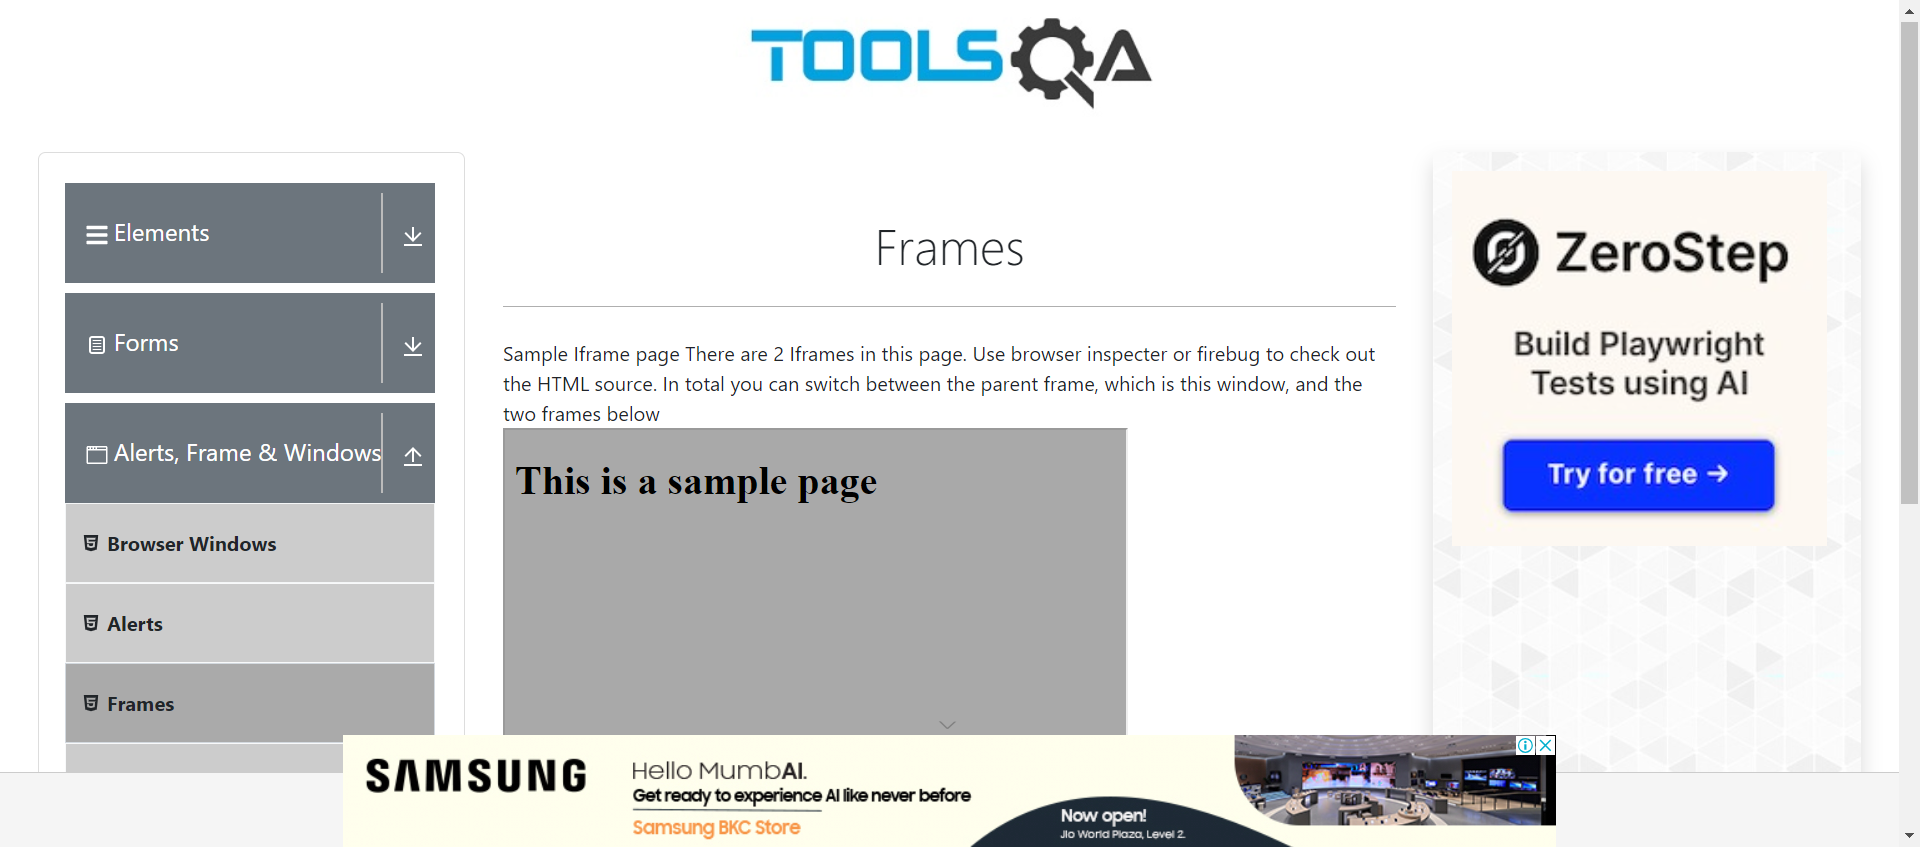 TOOLSQA
Elements
Forms
Alerts, Frame & Windows
Browser Windows
Alerts
Frames
Frames
Sample Iframe page There are 2 Iframes in this page. Use browser inspecter or firebug to check out
the HTML source. In total you can switch between the parent frame, which is this window, and the
two frames below
This is a sample page
ZeroStep
Build Playwright
Tests using AI
Try for free →
SAMSUNG
Hello MumbAI.
Get ready to experience AI like never before
Samsung BKC Store
Now open!
Jio World Plaza, Level 2.